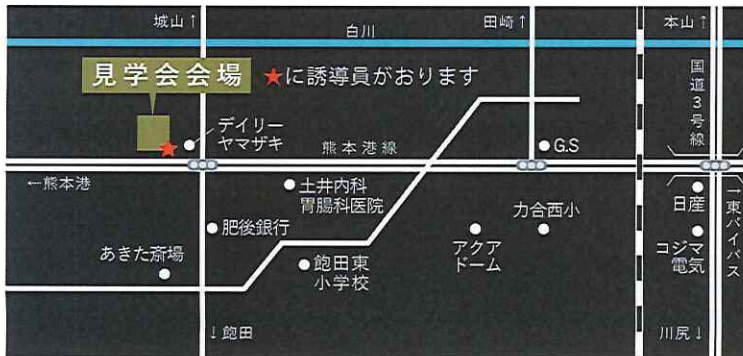 城山↑
白川
田崎↑
本山↑
見学会会場
★に誘導員がおります
国道3号線
デイリー
ヤマザキ
熊本港線
G.S
←熊本港
土井内科
胃腸科医院
日産
→東バイパス
肥後銀行
力合西小
あきた斎場
飽田東
小学校
アクア
ドーム
コジマ
電気
↓飽田
川尻↓